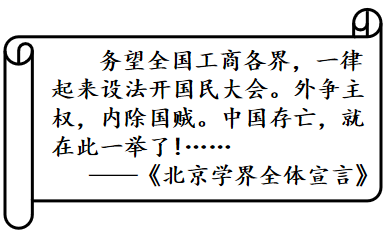 务望全国工商各界，一律
起来设法开国民大会。外争主
权，内除国贼。中国存亡，就
在此一举了!……
——《北京学界全体宣言》